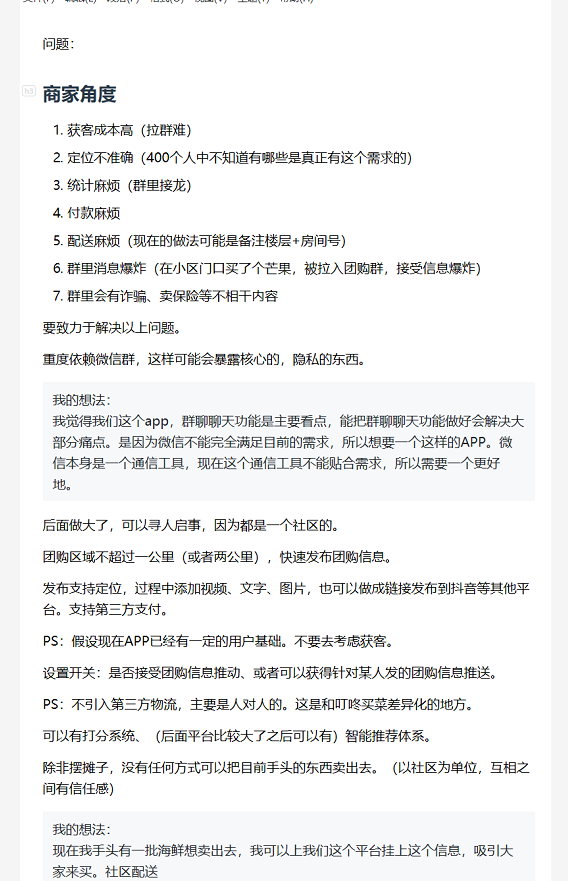 问题：
h3
商家角度
1. 获客成本高（拉群难）
2. 定位不准确（400个人中不知道有哪些是真正有这个需求的）
3. 统计麻烦（群里接龙）
4. 付款麻烦
5. 配送麻烦（现在的做法可能是备注楼层+房间号）
6. 群里消息爆炸（在小区门口买了个芒果，被拉入团购群，接受信息爆炸）
7. 群里会有诈骗、卖保险等不相干内容
要致力于解决以上问题。
重度依赖微信群，这样可能会暴露核心的，隐私的东西。
我的想法：
我觉得我们这个app，群聊聊天功能是主要看点，能把群聊聊天功能做好会解决大
部分痛点。是因为微信不能完全满足目前的需求，所以想要一个这样的APP。微
信本身是一个通信工具，现在这个通信工具不能贴合需求，所以需要一个更好
地。
后面做大了，可以寻人启事，因为都是一个社区的。
团购区域不超过一公里（或者两公里），快速发布团购信息。
发布支持定位，过程中添加视频、文字、图片，也可以做成链接发布到抖音等其他平
台。支持第三方支付。
PS：假设现在APP已经有一定的用户基础。不要去考虑获客。
设置开关：是否接受团购信息推动、或者可以获得针对某人发的团购信息推送。
PS：不引入第三方物流，主要是人对人的。这是和叮咚买菜差异化的地方。
可以有打分系统、（后面平台比较大了之后可以有）智能推荐体系。
除非摆摊子，没有任何方式可以把目前手头的东西卖出去。（以社区为单位，互相之
间有信任感）
我的想法：
现在我手头有一批海鲜想卖出去，我可以上我们这个平台挂上这个信息，吸引大
家来买。社区配送